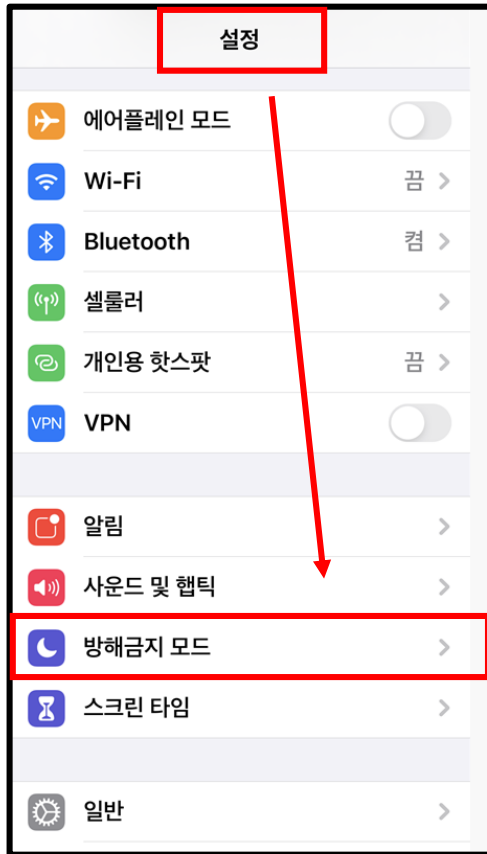 설정
에어플레인 모드
Wi-Fi 끔
Bluetooth 켬
셀룰러
개인용 핫스팟 끔
VPN VPN
알림
사운드 및 햅틱
방해금지 모드
스크린 타임
일반